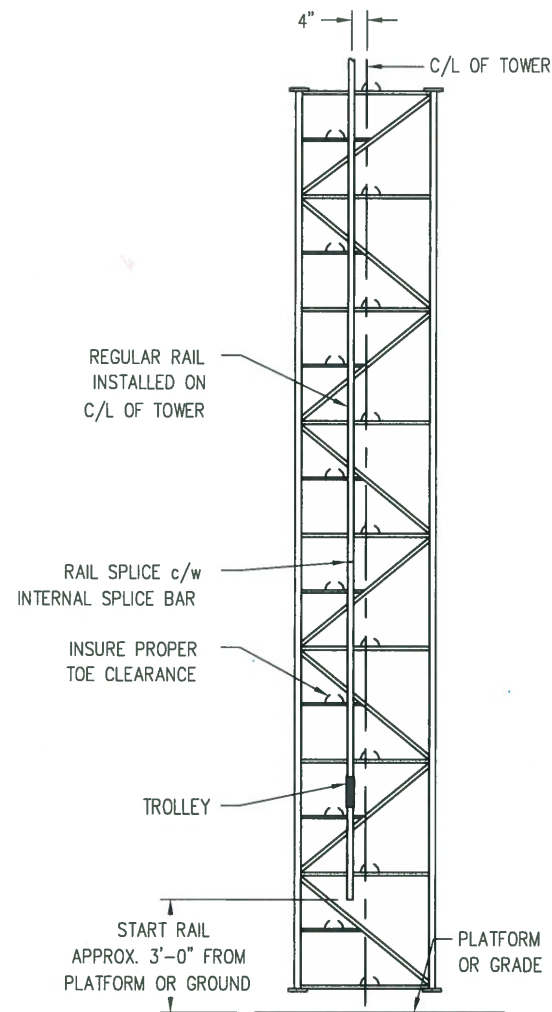 4"
C/L OF TOWER
REGULAR RAIL
INSTALLED ON
C/L OF TOWER
RAIL SPLICE c/w
INTERNAL SPLICE BAR
INSURE PROPER
TOE CLEARANCE
TROLLEY
START RAIL
APPROX. 3'-0" FROM
PLATFORM OR GROUND
PLATFORM
OR GRADE